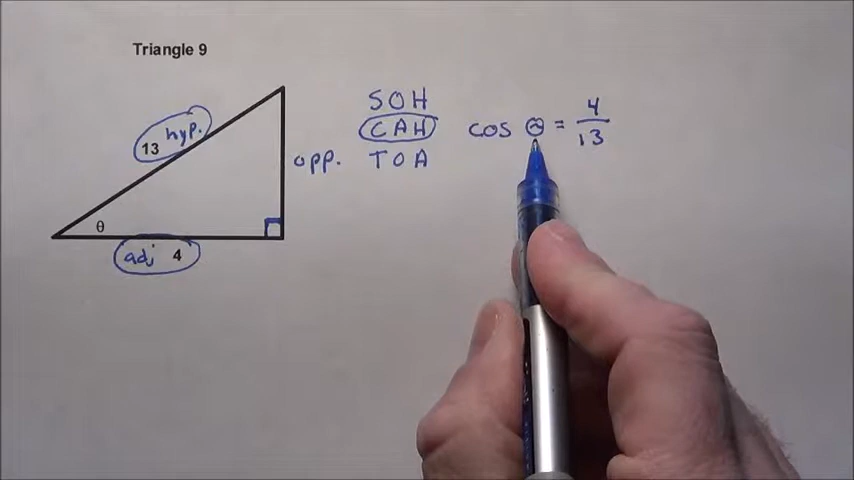 Triangle 9
13 hyp.
θ
adj 4
opp.
SOH
CAH
TOA
cos θ = 4/13